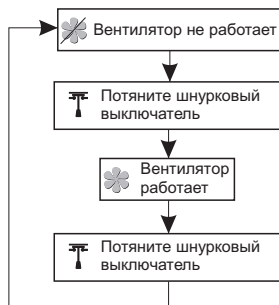 Вентилятор не работает
Потяните шнурковый
выключатель
Вентилятор
работает
Потяните шнурковый
выключатель